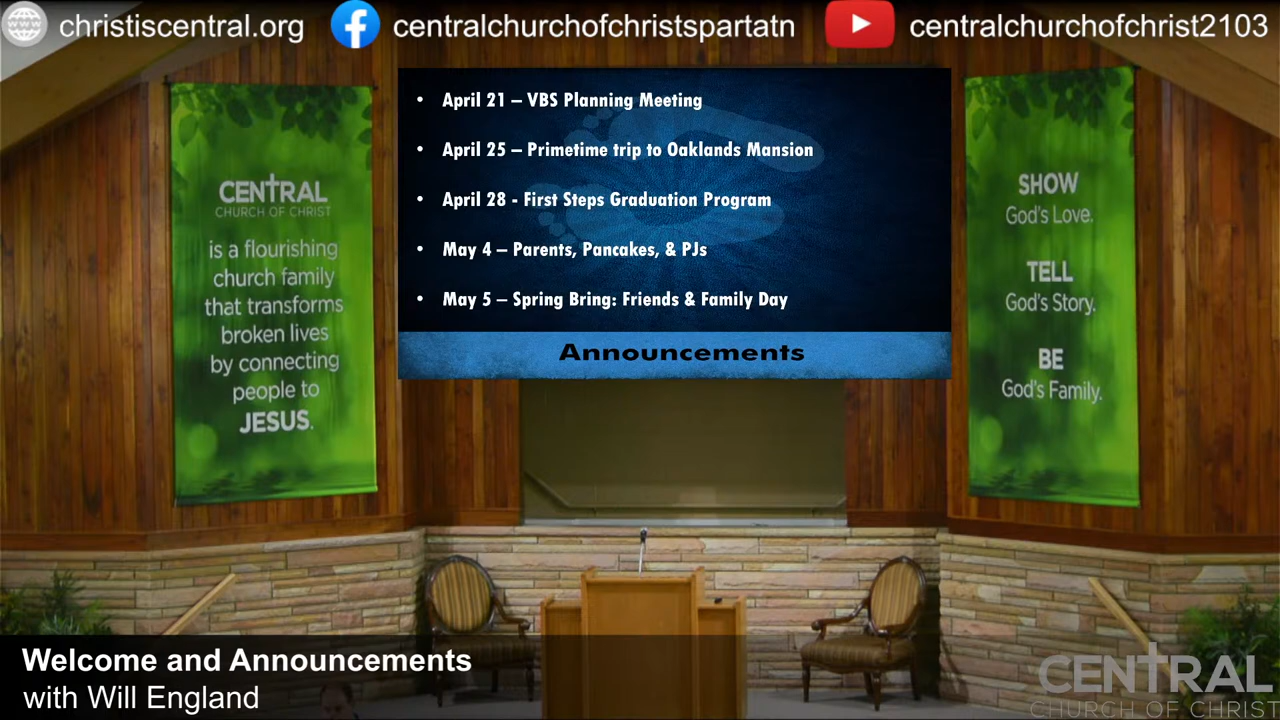 christiscentral.org
centralchurchofchristspartatn
centralchurchofchrist2103
• April 21 – VBS Planning Meeting
• April 25 – Primetime trip to Oaklands Mansion
• April 28 - First Steps Graduation Program
• May 4 – Parents, Pancakes, & PJs
• May 5 – Spring Bring: Friends & Family Day
Announcements
CENTRAL
CHURCH OF CHRIST
is a flourishing
church family
that transforms
broken lives
by connecting
people to
JESUS.
SHOW
God's Love.
TELL
God's Story.
BE
God's Family.
Welcome and Announcements
with Will England
CENTRAL
CHURCH OF CHRIST